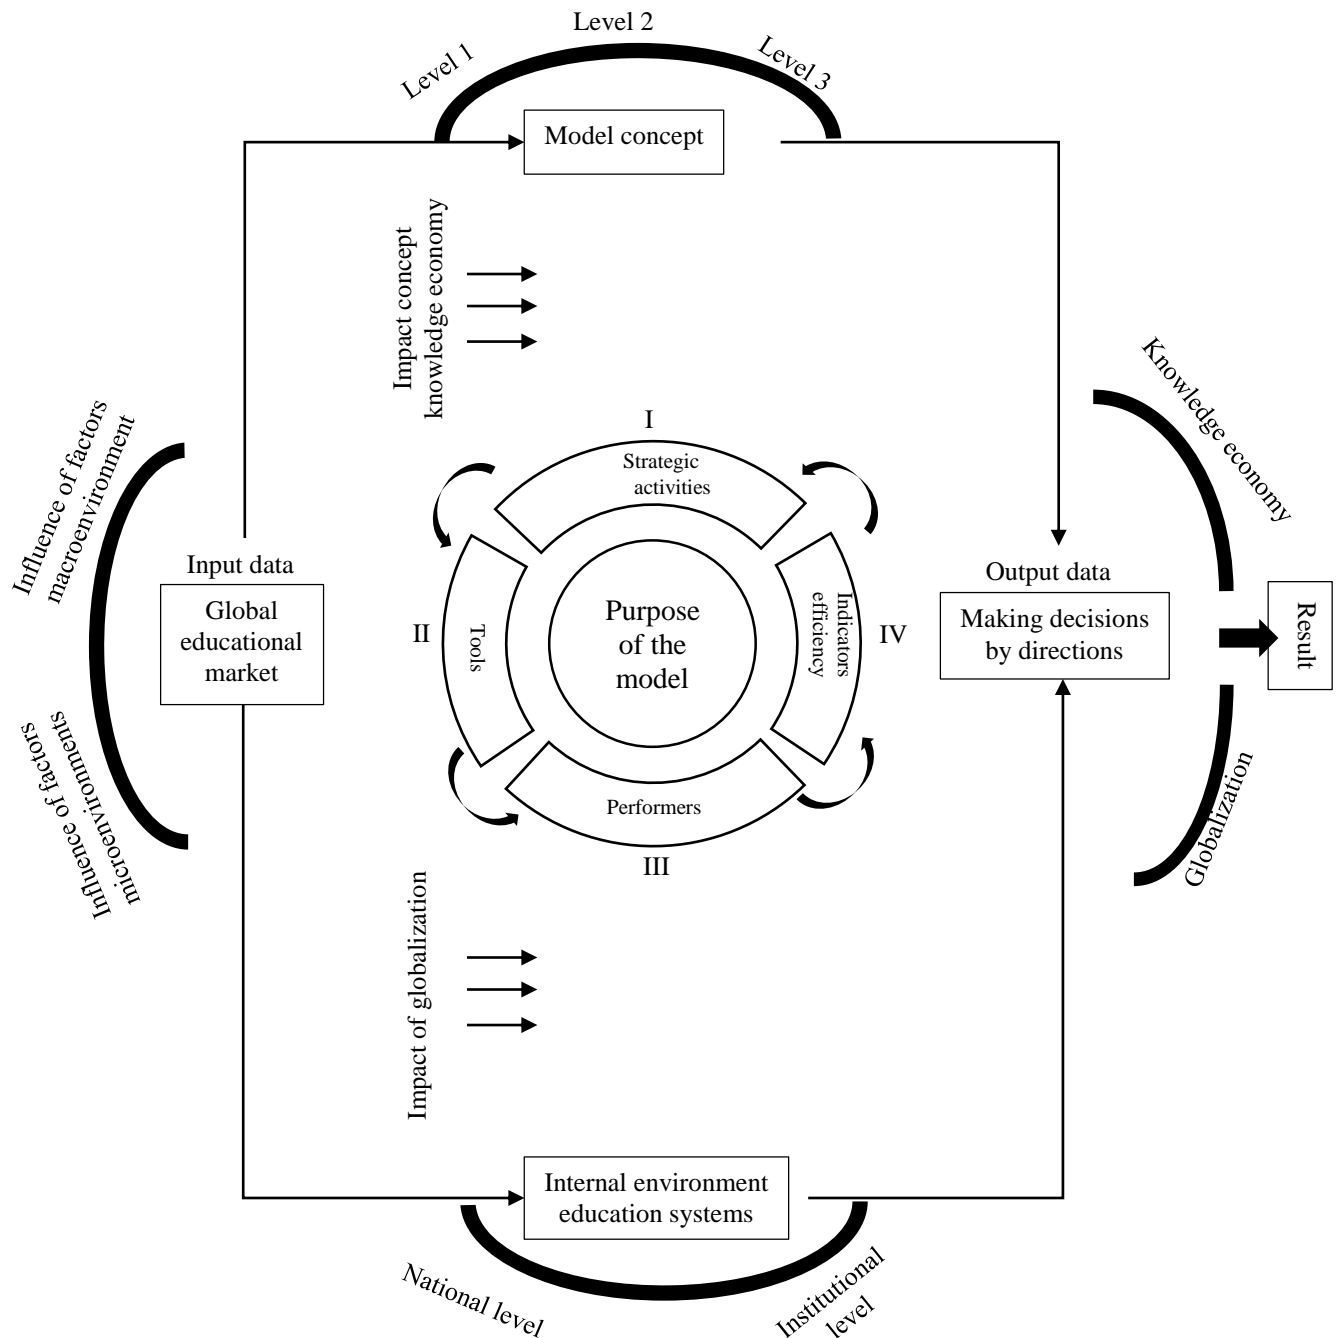 Level 2
Level 1
Level 3
Model concept
Impact concept
knowledge economy
Knowledge economy
Influence of factors
macroenvironment
I
Strategic
activities
Input data
Global
educational
market
II
Tools
Purpose
of the
model
Indicators
efficiency
IV
Output data
Making decisions
by directions
Result
Influence of factors
microenvironments
Performers
III
Globalization
Impact of globalization
Internal environment
education systems
National level
Institutional
level